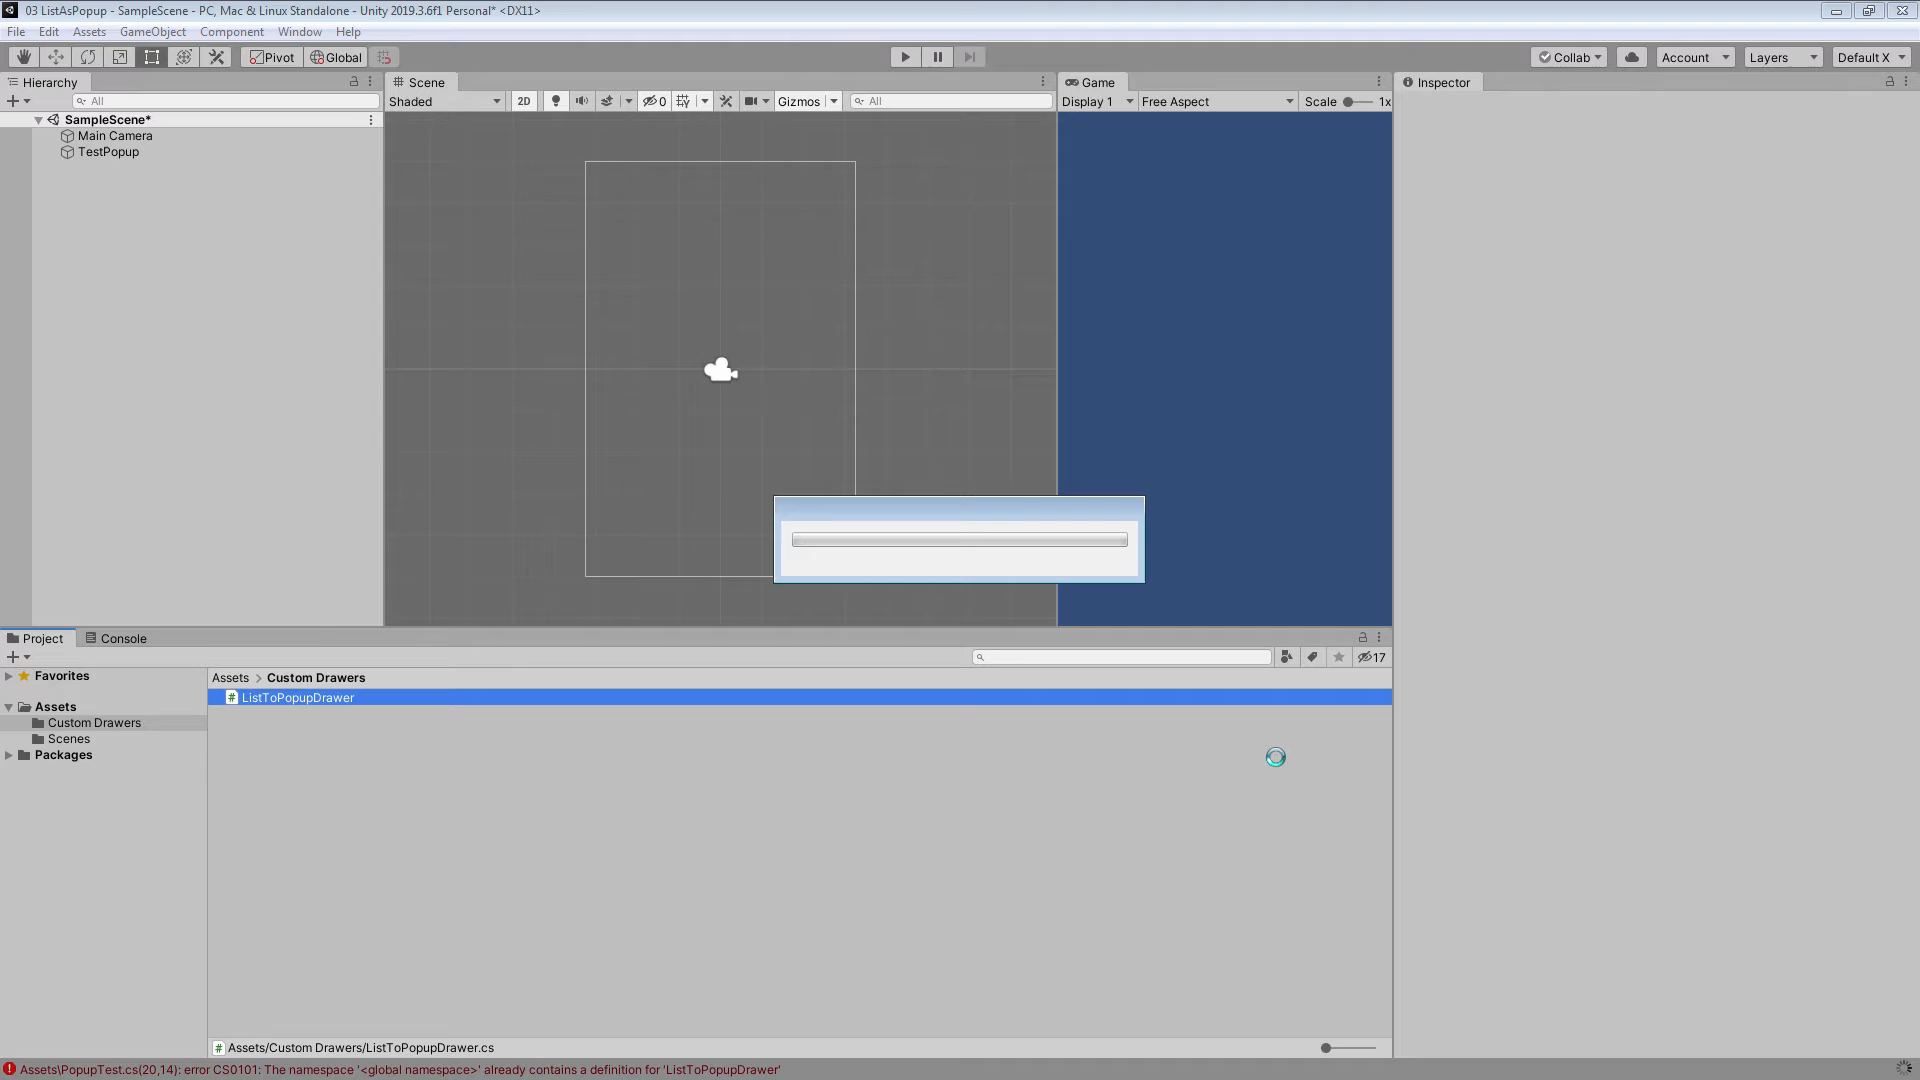 03 ListAsPopup - SampleScene - PC, Mac & Linux Standalone - Unity 2019.3.6f1 Personal* <DX11>
File Edit Assets GameObject Component Window Help
Pivot Global Collab Account Layers Default X
Hierarchy
All
SampleScene*
Main Camera
TestPopup
Scene
Shaded 2D 0 Gizmos All
Game
Display 1 Free Aspect Scale 1x
Inspector
Project Console
17
Favorites
Assets
Custom Drawers
Scenes
Packages
Assets > Custom Drawers
ListToPopupDrawer
Assets/Custom Drawers/ListToPopupDrawer.cs
Assets\PopupTest.cs(20,14): error CS0101: The namespace '<global namespace>' already contains a definition for 'ListToPopupDrawer'